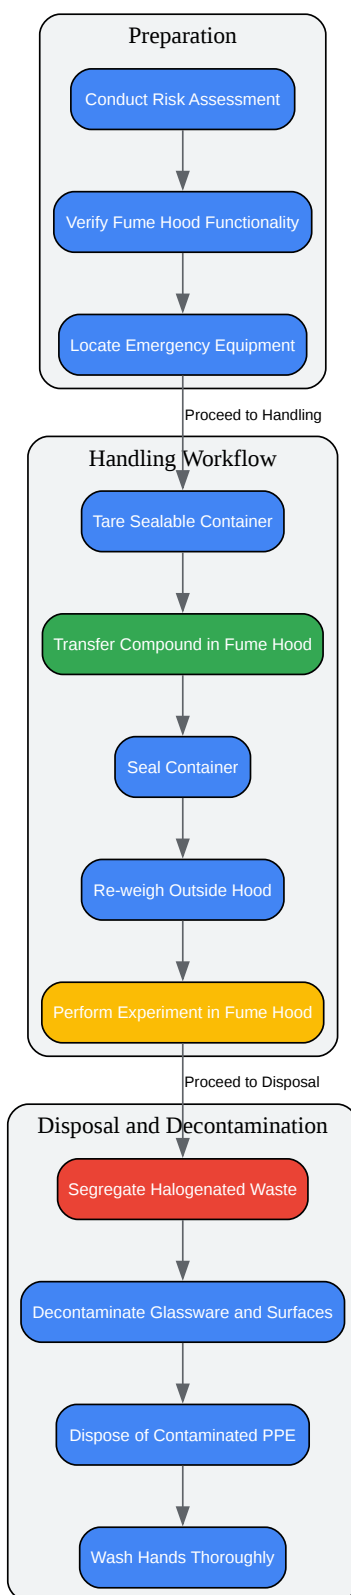 Preparation
Conduct Risk Assessment
Verify Fume Hood Functionality
Locate Emergency Equipment
Proceed to Handling
Handling Workflow
Tare Sealable Container
Transfer Compound in Fume Hood
Seal Container
Re-weigh Outside Hood
Perform Experiment in Fume Hood
Proceed to Disposal
Disposal and Decontamination
Segregate Halogenated Waste
Decontaminate Glassware and Surfaces
Dispose of Contaminated PPE
Wash Hands Thoroughly